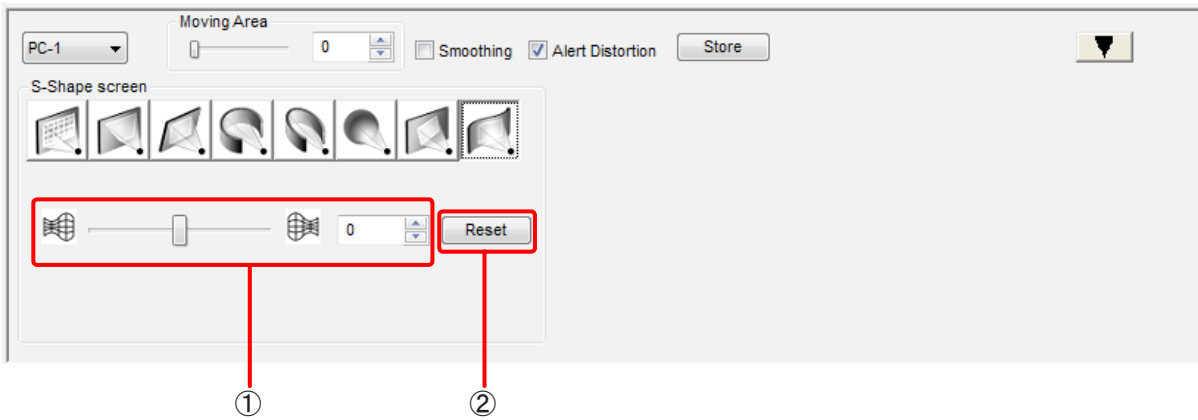 Moving Area
PC-1
0
Smoothing
Alert Distortion
Store
S-Shape screen
0
Reset
①
②